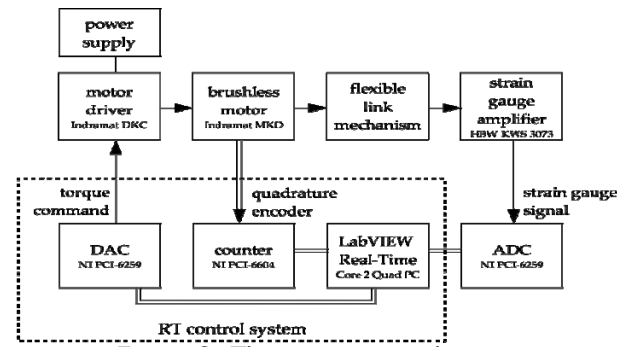 power
supply
motor
driver
Indramat DKC
brushless
motor
Indramat MKD
flexible
link
mechanism
strain
gauge
amplifier
HBW KWS 3073
torque
command
quadrature
encoder
strain gauge
signal
DAC
NI PCI-6259
counter
NI PCI-6604
LabVIEW
Real-Time
Core 2 Quad PC
ADC
NI PCI-6259
RT control system